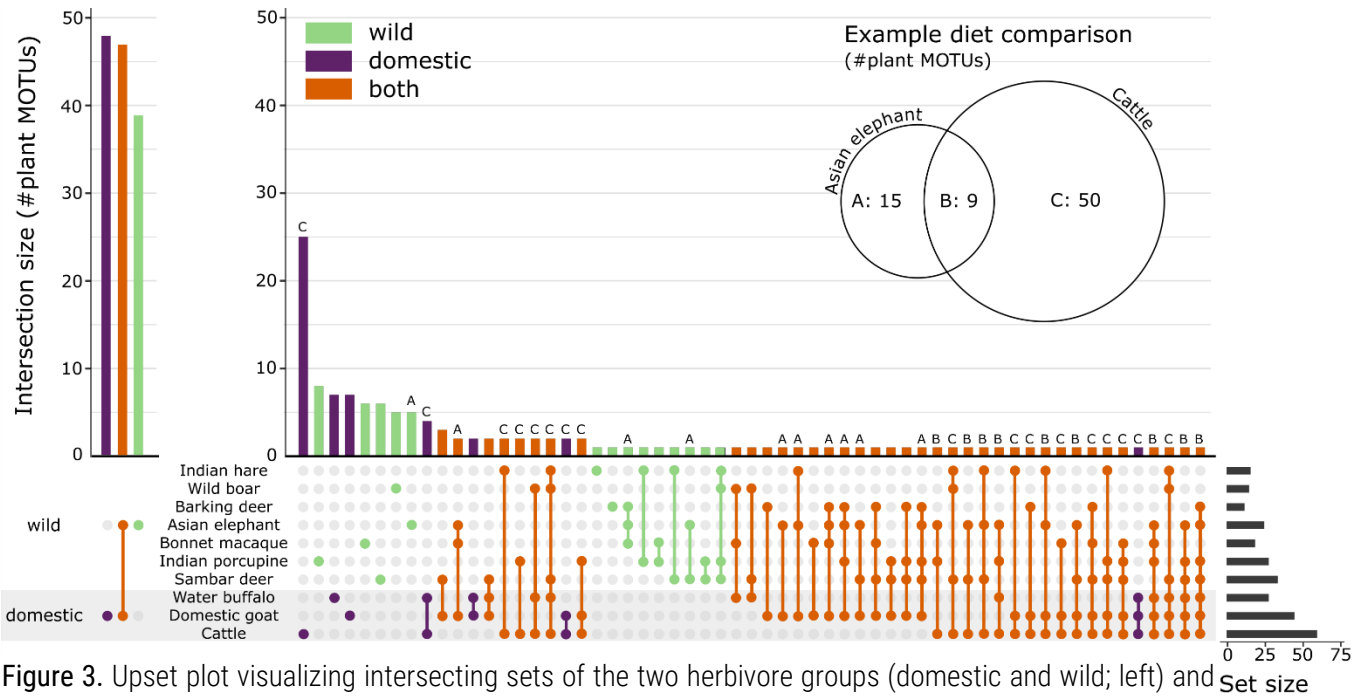 Intersection size (#plant MOTUs)
50
40
30
20
10
0
50
40
30
20
10
0
wild
domestic
both
Example diet comparison
(#plant MOTUs)
Asian elephant
Cattle
A: 15
B: 9
C: 50
C
A
C
A
C C C C C C
A
A
A A
A A A
A B C B B B C C B C B C C C B C B B
Indian hare
Wild boar
Barking deer
Asian elephant
Bonnet macaque
Indian porcupine
Sambar deer
Water buffalo
Domestic goat
Cattle
wild
domestic
0 25 50 75
Set size
Figure 3. Upset plot visualizing intersecting sets of the two herbivore groups (domestic and wild; left) and